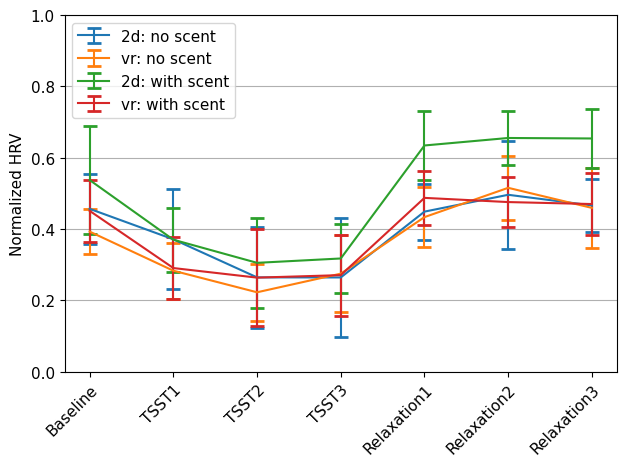 1.0
0.8
0.6
0.4
0.2
0.0
Normalized HRV
2d: no scent
vr: no scent
2d: with scent
vr: with scent
Baseline
TSST1
TSST2
TSST3
Relaxation1
Relaxation2
Relaxation3